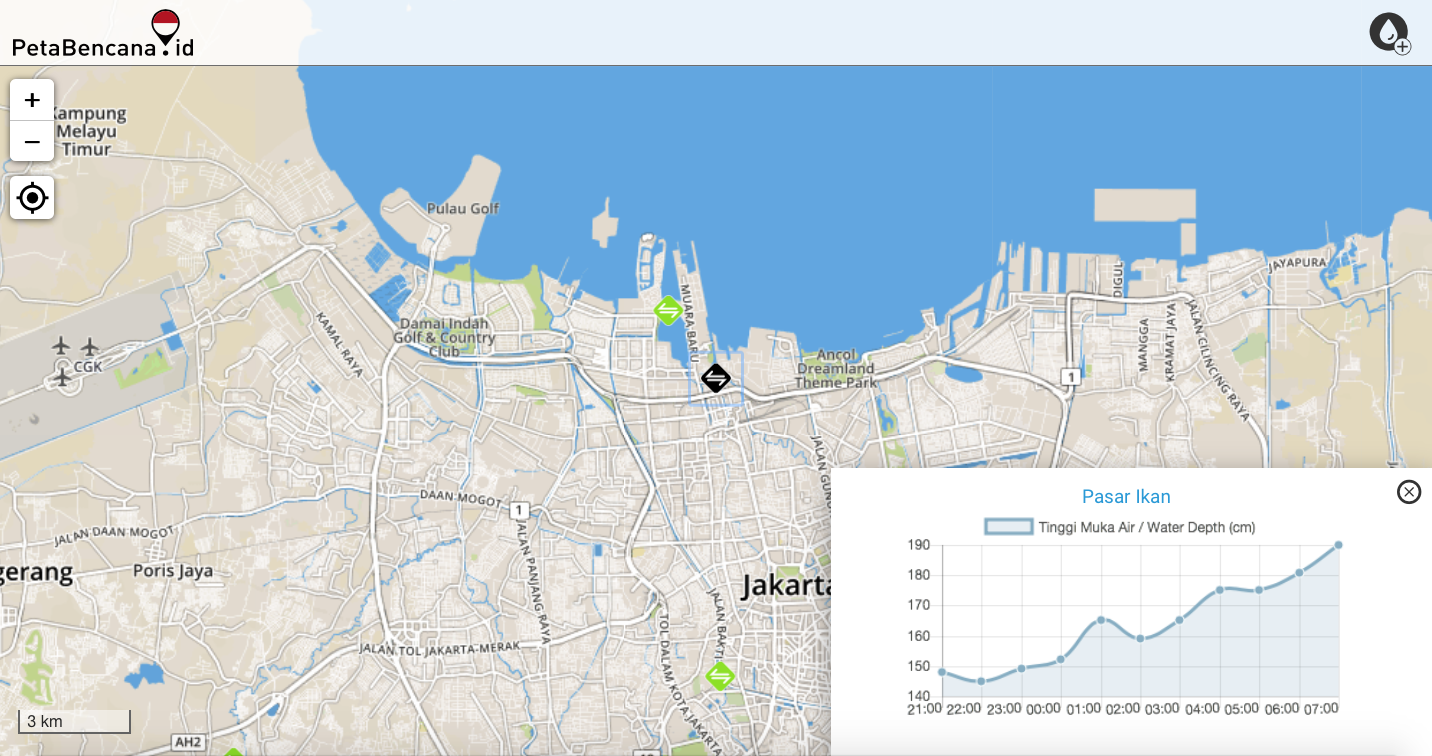 PetaBencana.id
+
Kampung
Melayu
Timur
−
Pulau Golf
JAYAPURA
DIGUL
MUARA BARU
KAMAL RAYA
Damai Indah
Golf & Country
Club
MANGGA
KRAMAT JAYA
JALAN CILINCING RAYA
CGK
Ancol
Dreamland
Theme Park
1
JALAN GUNU
DAAN MOGOT
1
JALAN DAAN MOGOT
JALAN PANJANG RAYA
gerang
Poris Jaya
Jakarta
JALAN BAKTI
JALAN TOL JAKARTA-MERAK
TOL DALAM KOTA JAKARTA
3 km
AH2
Pasar Ikan
Tinggi Muka Air / Water Depth (cm)
190
180
170
160
150
140
21:00 22:00 23:00 00:00 01:00 02:00 03:00 04:00 05:00 06:00 07:00